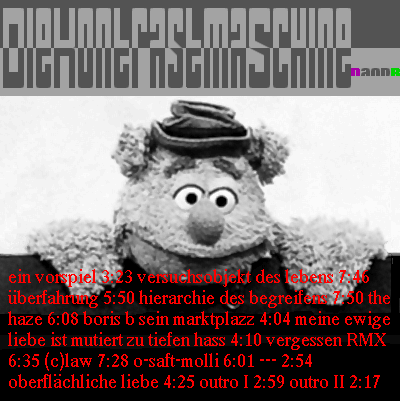 DieKontrastmaschine
ein vorspiel 3:23 versuchsobjekt des lebens 7:46
überfahrung 5:50 hierarchie des begreifens 7:50 the
haze 6:08 boris b sein marktplazz 4:04 meine ewige
liebe ist mutiert zu tiefen hass 4:10 vergessen RMX
6:35 (c)law 7:28 o-saft-molli 6:01 --- 2:54
oberflächliche liebe 4:25 outro I 2:59 outro II 2:17